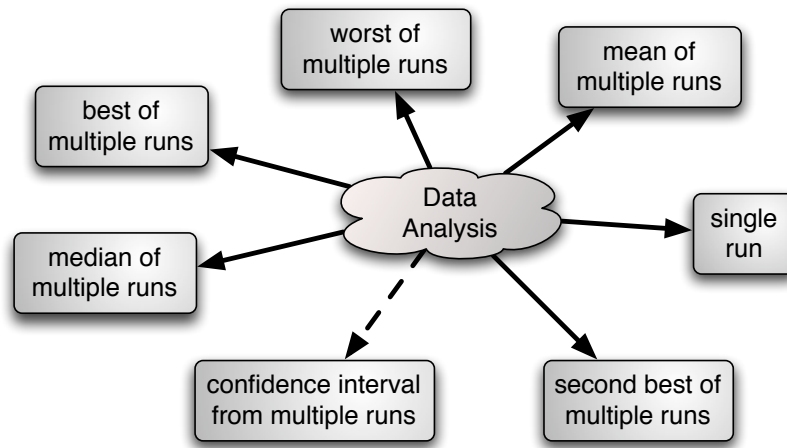 worst of
multiple runs
mean of
multiple runs
best of
multiple runs
Data
Analysis
single
run
median of
multiple runs
confidence interval
from multiple runs
second best of
multiple runs